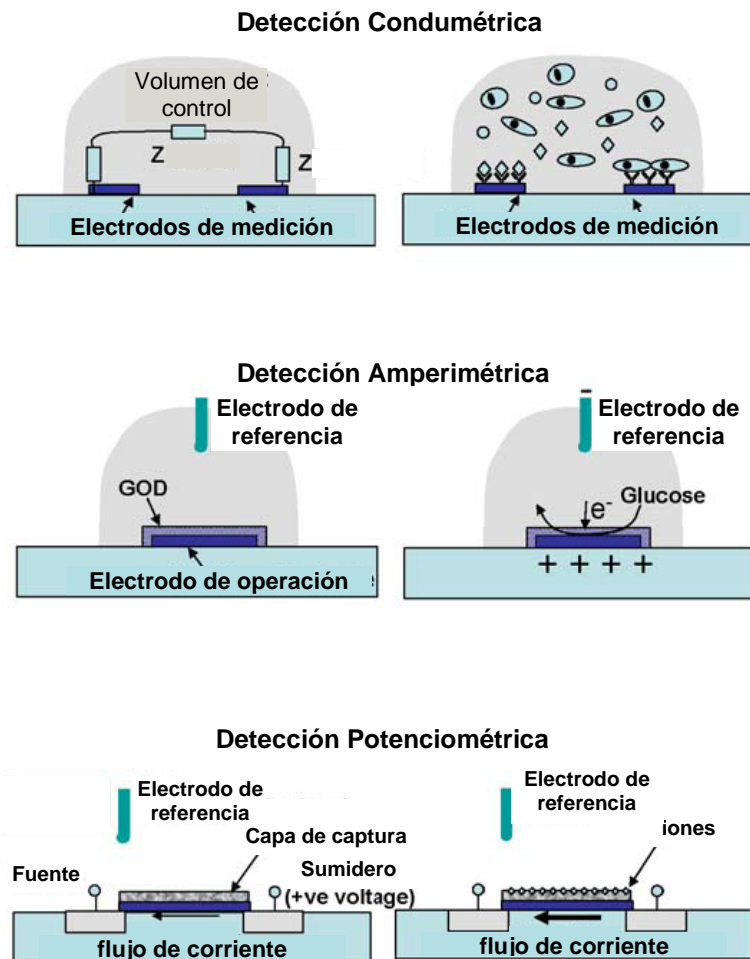 Detección Condumétrica
Volumen de
control
Z
Z
Electrodos de medición
Electrodos de medición
Detección Amperimétrica
Electrodo de
referencia
GOD
Electrodo de operación
Electrodo de
referencia
e-
Glucose
+ + + +
Detección Potenciométrica
Electrodo de
referencia
Capa de captura
Fuente
Sumidero
(+ve voltage)
flujo de corriente
Electrodo de
referencia
iones
flujo de corriente